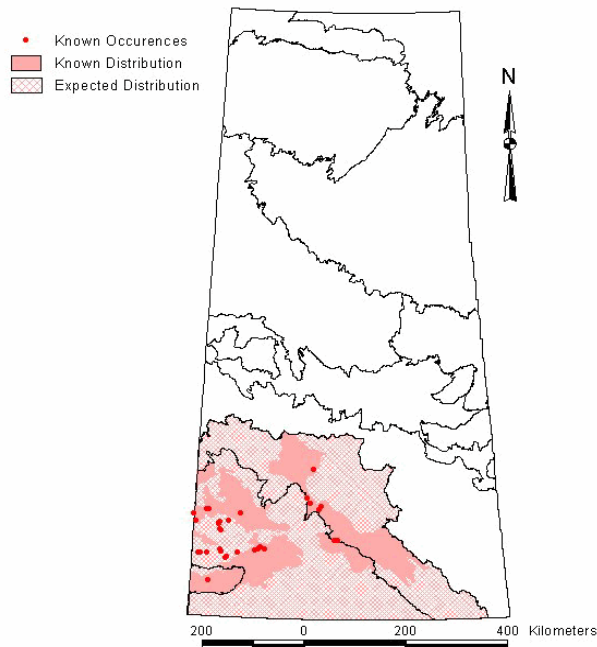 Known Occurences
Known Distribution
Expected Distribution
N
200 0 200 400 Kilometers